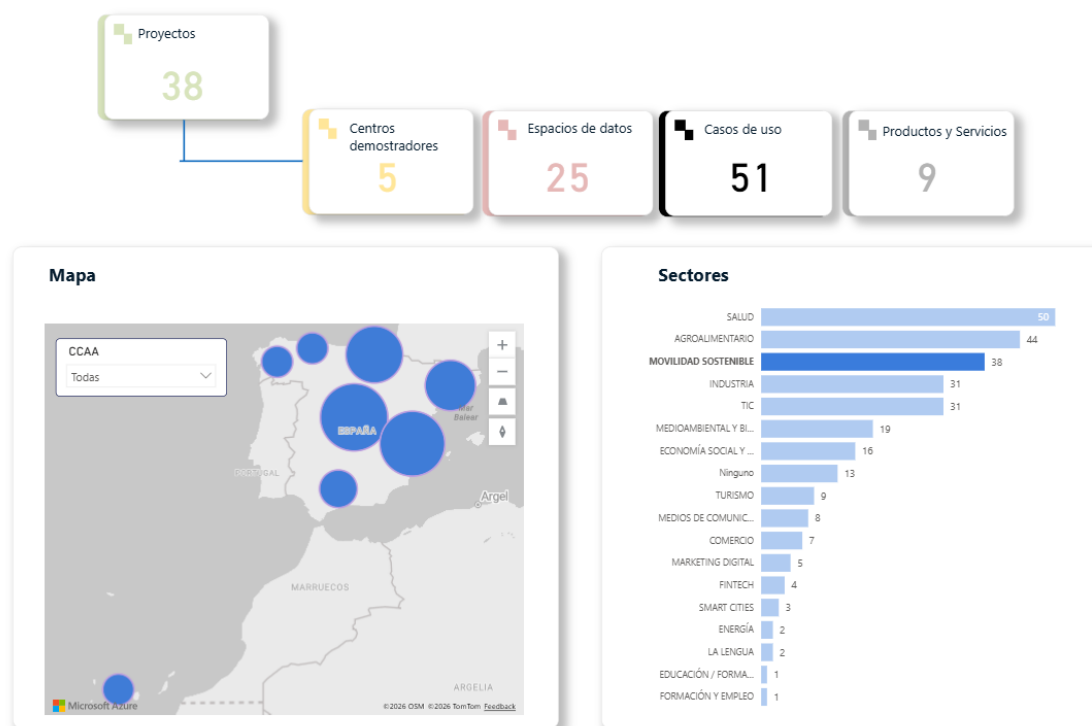 Proyectos
38
Centros
demostradores
5
Espacios de datos
25
Casos de uso
51
Productos y Servicios
9
Mapa
CCAA
Todas
ESPAÑA
PORTUGAL
Mar
Balear
Argel
MARRUECOS
ARGELIA
Microsoft Azure
©2026 OSM ©2026 TomTom Feedback
Sectores
SALUD 50
AGROALIMENTARIO 44
MOVILIDAD SOSTENIBLE 38
INDUSTRIA 31
TIC 31
MEDIOAMBIENTAL Y BI... 19
ECONOMÍA SOCIAL Y ... 16
Ninguno 13
TURISMO 9
MEDIOS DE COMUNIC... 8
COMERCIO 7
MARKETING DIGITAL 5
FINTECH 4
SMART CITIES 3
ENERGÍA 2
LA LENGUA 2
EDUCACIÓN / FORMA... 1
FORMACIÓN Y EMPLEO 1